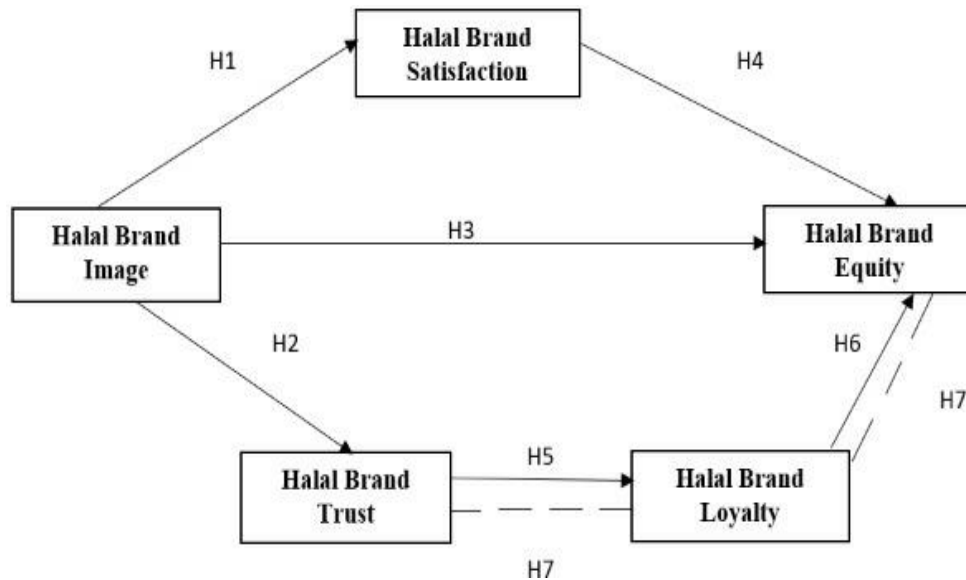 Halal Brand
Satisfaction
H1
H4
Halal Brand
Image
H3
Halal Brand
Equity
H2
H6
H7
Halal Brand
Trust
H5
Halal Brand
Loyalty
H7